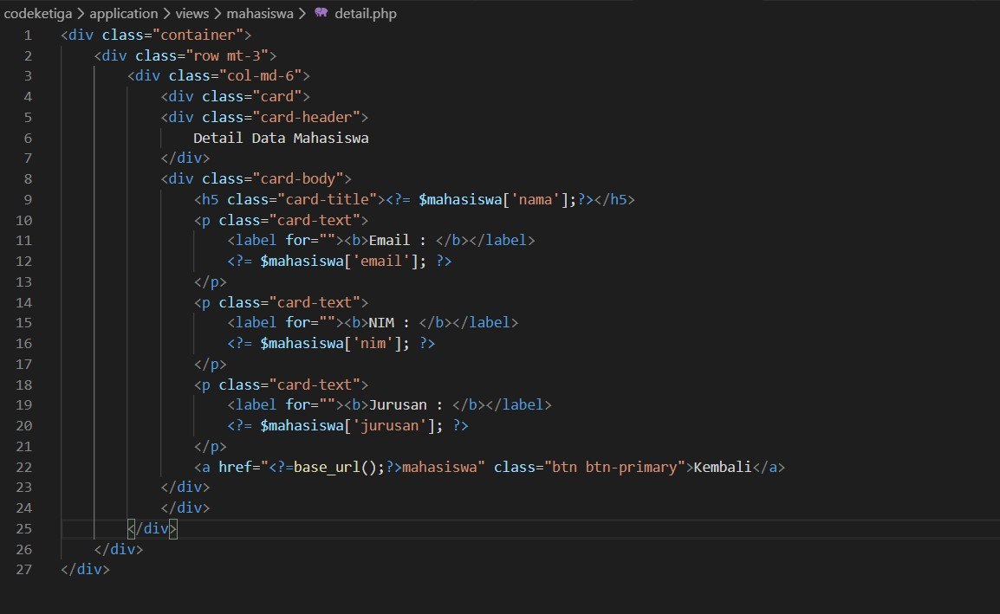 codeketiga > application > views > mahasiswa > detail.php
1 <div class="container">
2     <div class="row mt-3">
3         <div class="col-md-6">
4             <div class="card">
5             <div class="card-header">
6                 Detail Data Mahasiswa
7             </div>
8             <div class="card-body">
9                 <h5 class="card-title"><?= $mahasiswa['nama'];?></h5>
10                 <p class="card-text">
11                     <label for=""><b>Email : </b></label>
12                     <?= $mahasiswa['email']; ?>
13                 </p>
14                 <p class="card-text">
15                     <label for=""><b>NIM : </b></label>
16                     <?= $mahasiswa['nim']; ?>
17                 </p>
18                 <p class="card-text">
19                     <label for=""><b>Jurusan : </b></label>
20                     <?= $mahasiswa['jurusan']; ?>
21                 </p>
22                 <a href="<?=base_url();?>mahasiswa" class="btn btn-primary">Kembali</a>
23             </div>
24             </div>
25         </div>
26     </div>
27 </div>